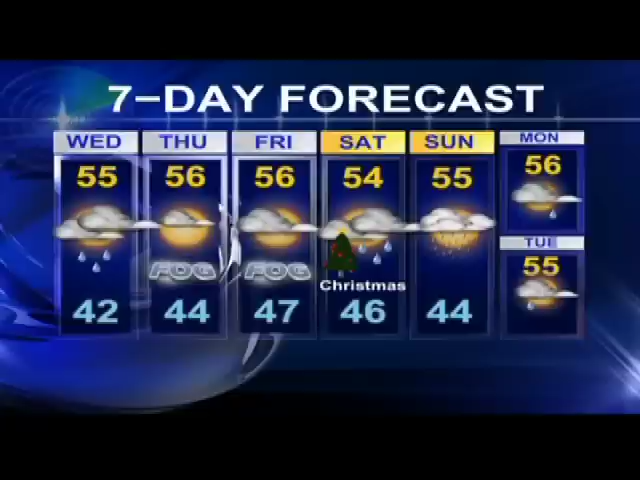 7-DAY FORECAST
WED THU FRI SAT SUN MON
55 56 56 54 55 56
FOG FOG
Christmas
42 44 47 46 44
TUE
55